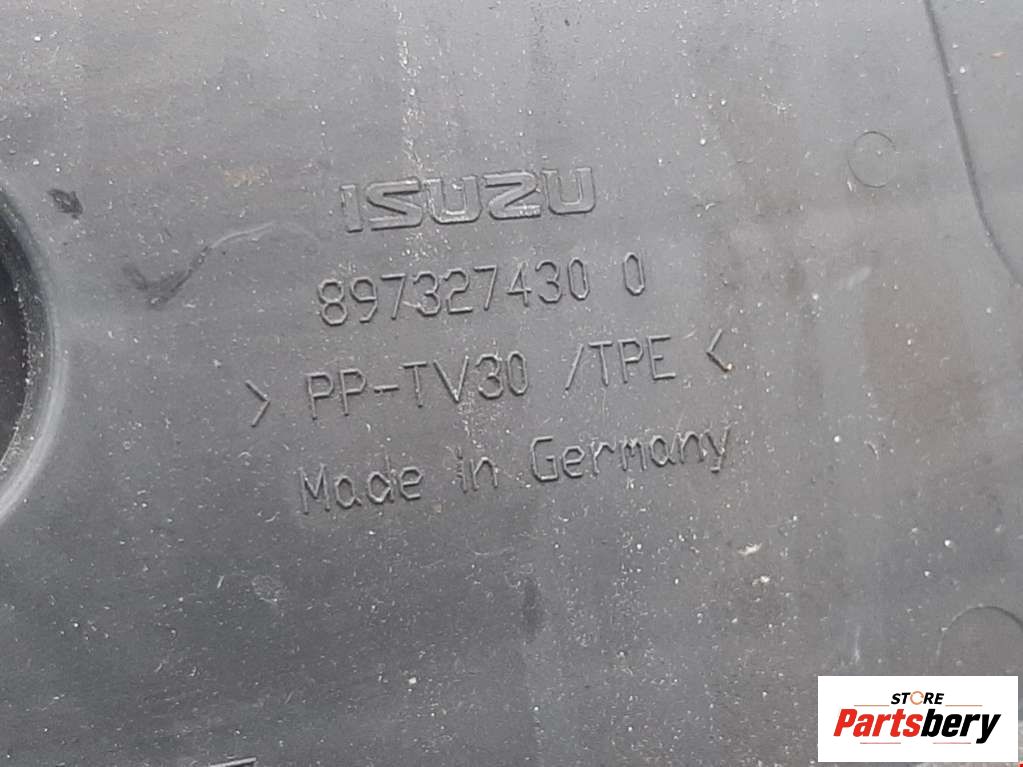 ISUZU
897327430 0
> PP-TV30 /TPE <
Made in Germany
STORE
Partsbery